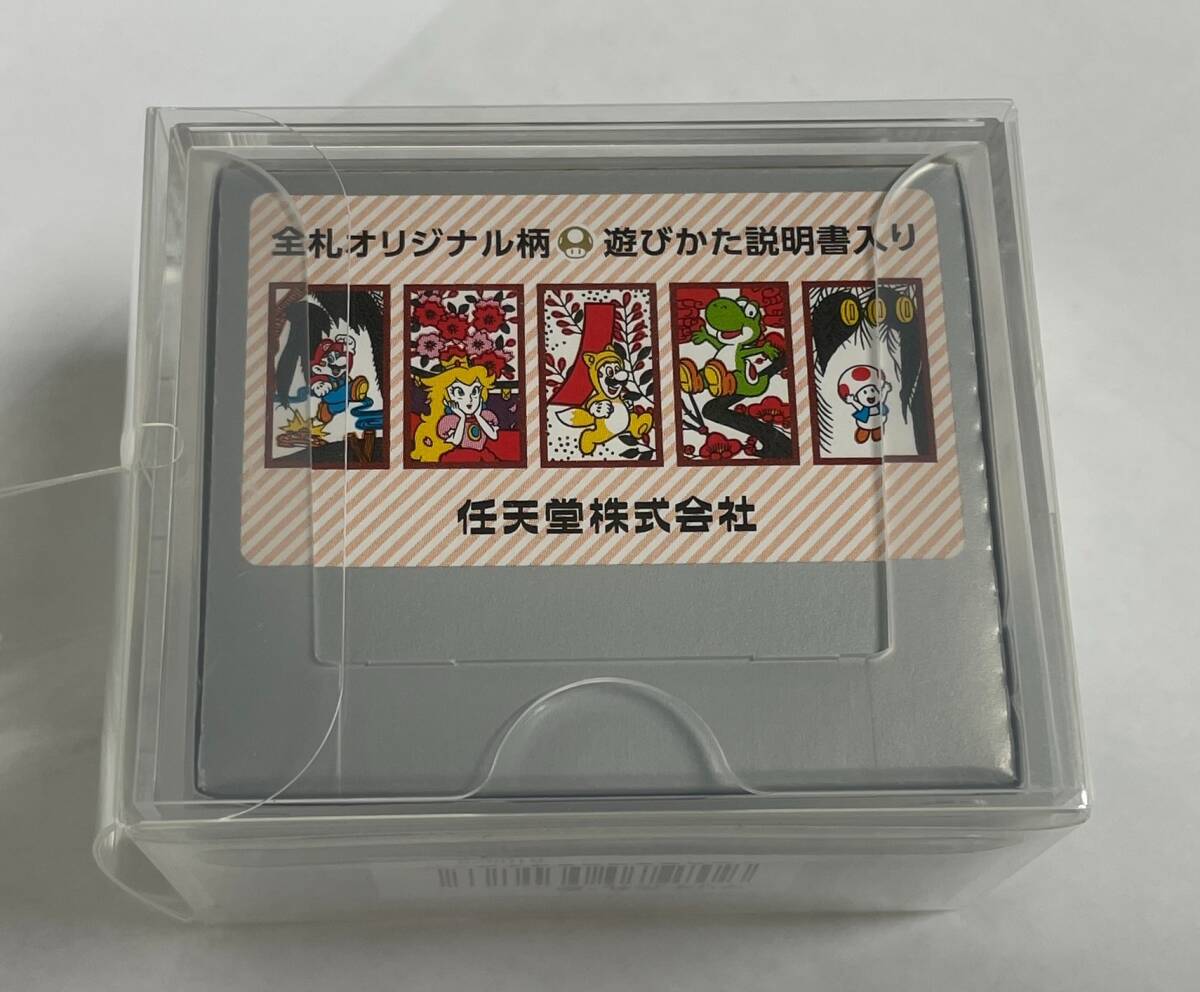 全札オリジナル柄 遊びかた説明書入り
任天堂株式会社